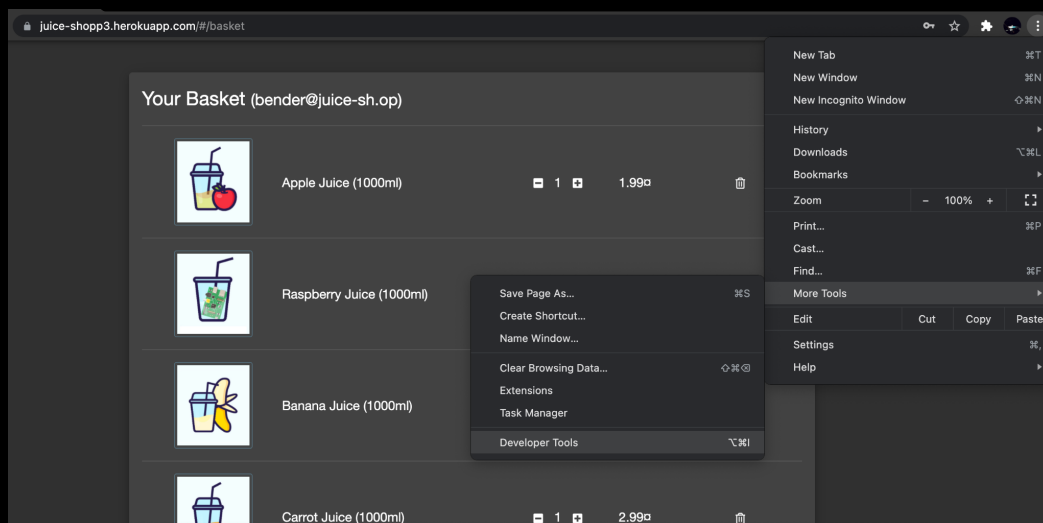 juice-shopp3.herokuapp.com/#/basket
Your Basket (bender@juice-sh.op)
Apple Juice (1000ml) 1 1.99¤
Raspberry Juice (1000ml)
Banana Juice (1000ml)
Carrot Juice (1000ml) 1 2.99¤
New Tab ⌘T
New Window ⌘N
New Incognito Window ⇧⌘N
History
Downloads ⌥⌘L
Bookmarks
Zoom - 100% +
Print... ⌘P
Cast...
Find... ⌘F
More Tools
Edit Cut Copy Paste
Settings ⌘,
Help
Save Page As... ⌘S
Create Shortcut...
Name Window...
Clear Browsing Data... ⇧⌘⌫
Extensions
Task Manager
Developer Tools ⌥⌘I